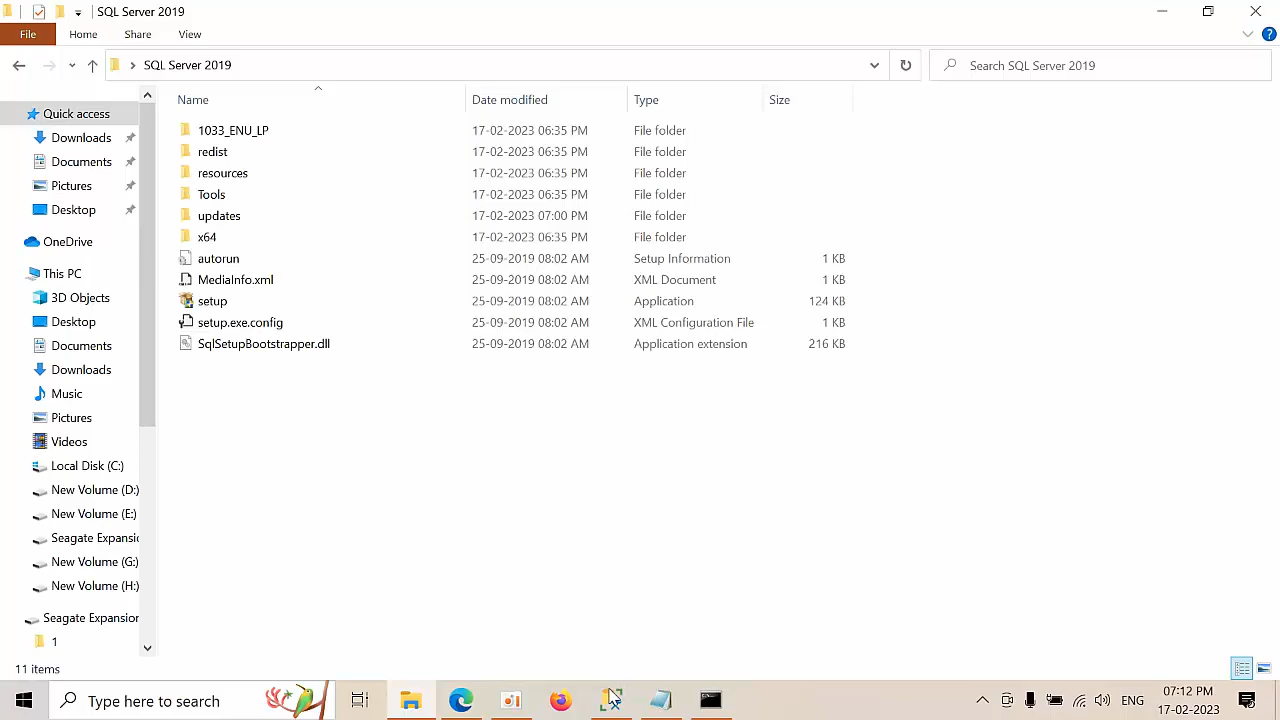 SQL Server 2019
File Home Share View
SQL Server 2019
Search SQL Server 2019
Name Date modified Type Size
Quick access
Downloads
Documents
Pictures
Desktop
OneDrive
This PC
3D Objects
Desktop
Documents
Downloads
Music
Pictures
Videos
Local Disk (C:)
New Volume (D:)
New Volume (E:)
Seagate Expansio
New Volume (G:)
New Volume (H:)
Seagate Expansion
1
1033_ENU_LP 17-02-2023 06:35 PM File folder
redist 17-02-2023 06:35 PM File folder
resources 17-02-2023 06:35 PM File folder
Tools 17-02-2023 06:35 PM File folder
updates 17-02-2023 07:00 PM File folder
x64 17-02-2023 06:35 PM File folder
autorun 25-09-2019 08:02 AM Setup Information 1 KB
MediaInfo.xml 25-09-2019 08:02 AM XML Document 1 KB
setup 25-09-2019 08:02 AM Application 124 KB
setup.exe.config 25-09-2019 08:02 AM XML Configuration File 1 KB
SqlSetupBootstrapper.dll 25-09-2019 08:02 AM Application extension 216 KB
11 items
Type here to search
ENG
07:12 PM
17-02-2023